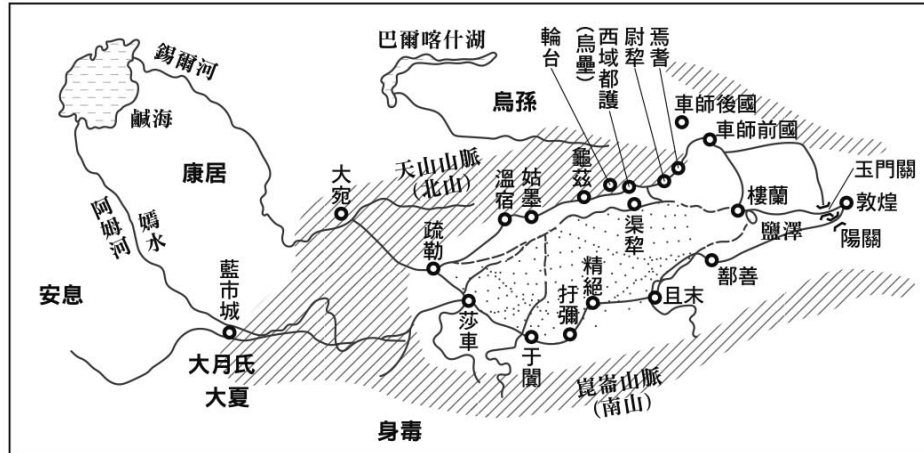 巴爾喀什湖
輪台
西域都護
(烏壘)
尉犂
焉耆
錫爾河
鹹海
烏孫
車師後國
車師前國
康居
大宛
天山山脈
(北山)
溫宿
姑墨
龜茲
渠犂
樓蘭
玉門關
敦煌
陽關
鹽澤
阿姆河
媯水
疏勒
鄯善
安息
藍市城
莎車
精絕
扜彌
且末
于闐
大月氏
大夏
崑崙山脈
(南山)
身毒